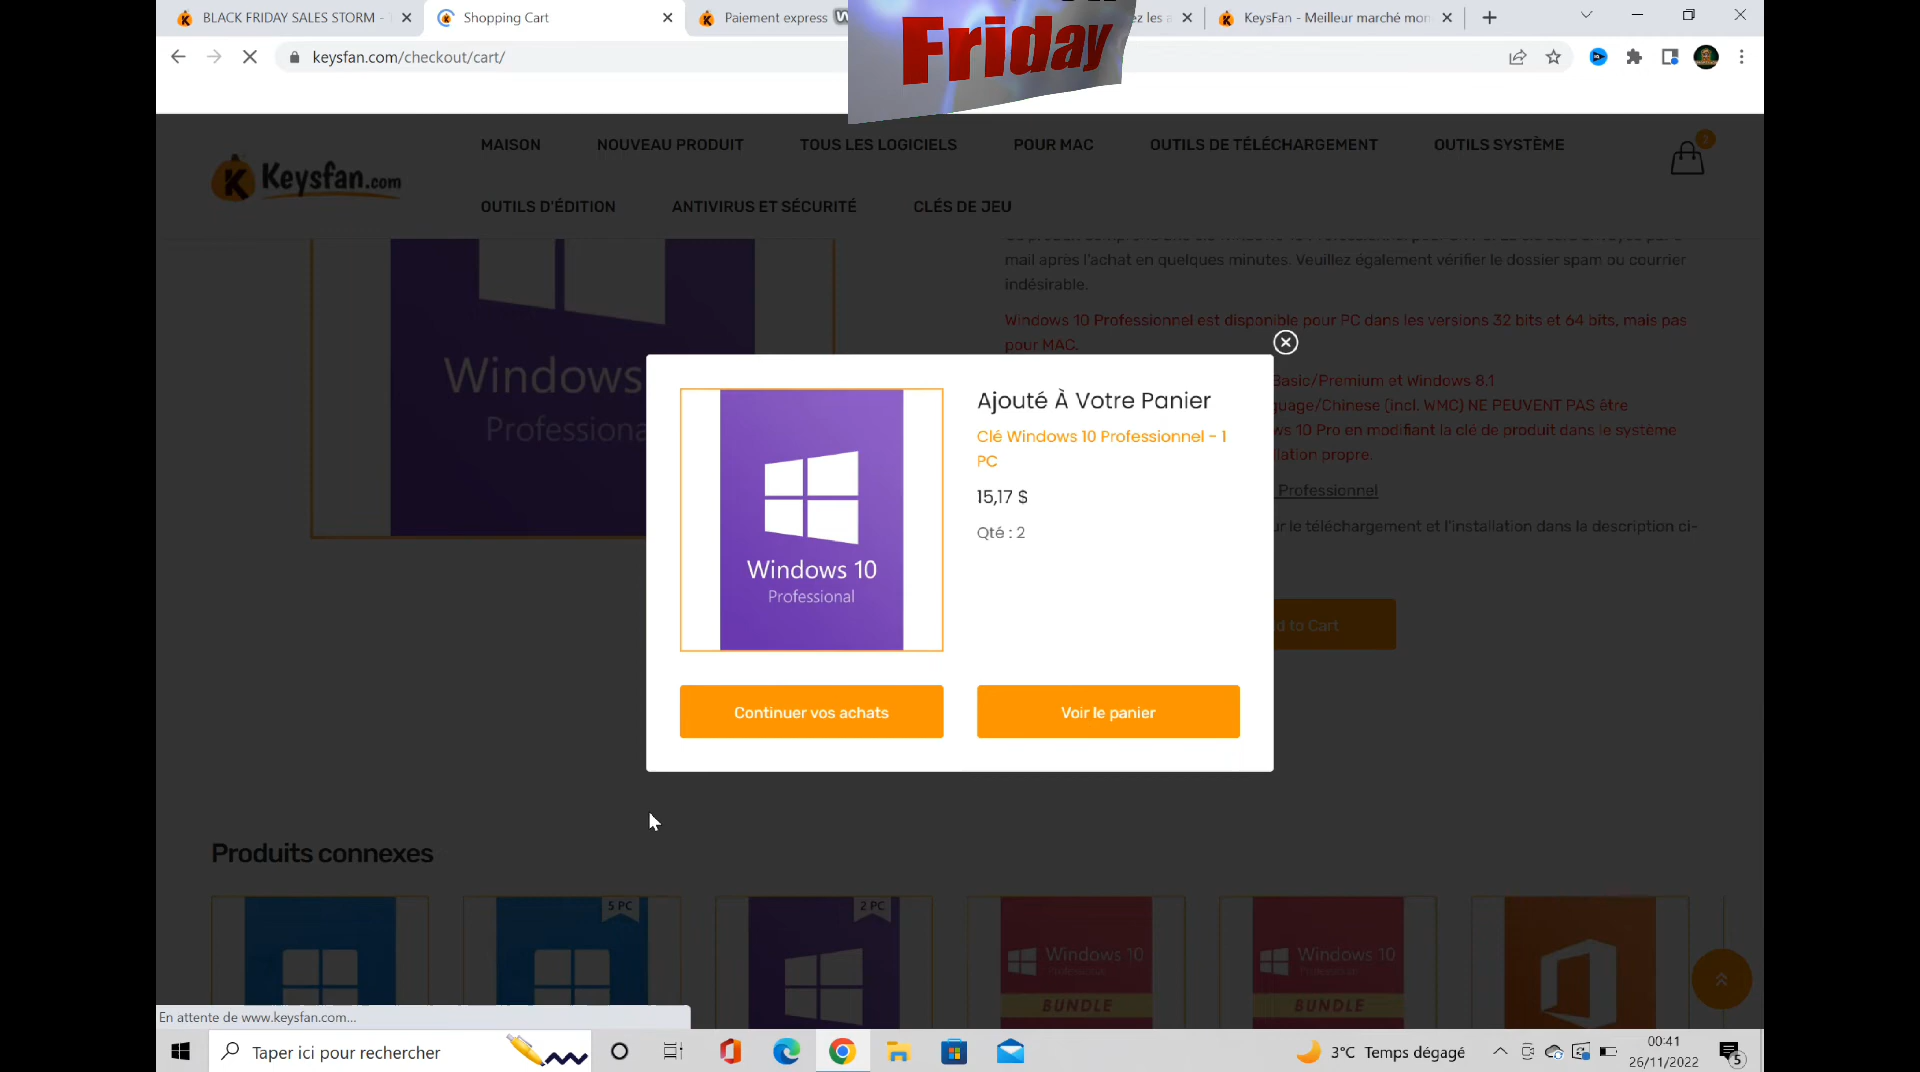 BLACK FRIDAY SALES STORM -
Shopping Cart
Paiement express
Friday
ez les a
KeysFan - Meilleur marché mon
keysfan.com/checkout/cart/
Keysfan.com
MAISON
NOUVEAU PRODUIT
TOUS LES LOGICIELS
POUR MAC
OUTILS DE TÉLÉCHARGEMENT
OUTILS SYSTÈME
2
OUTILS D'ÉDITION
ANTIVIRUS ET SÉCURITÉ
CLÉS DE JEU
mail après l'achat en quelques minutes. Veuillez également vérifier le dossier spam ou courrier
indésirable.
Windows 10 Professionnel est disponible pour PC dans les versions 32 bits et 64 bits, mais pas
pour MAC.
Basic/Premium et Windows 8.1
guage/Chinese (incl. WMC) NE PEUVENT PAS être
ws 10 Pro en modifiant la clé de produit dans le système
llation propre.
Professionnel
ur le téléchargement et l'installation dans la description ci-
d to Cart
Windows
Professiona
Windows 10
Professional
Ajouté À Votre Panier
Clé Windows 10 Professionnel - 1
PC
15,17 $
Qté : 2
Continuer vos achats
Voir le panier
Produits connexes
5 PC
2 PC
Windows 10
Professional
BUNDLE
Windows 10
Professional
BUNDLE
En attente de www.keysfan.com...
Taper ici pour rechercher
3°C Temps dégagé
00:41
26/11/2022
5